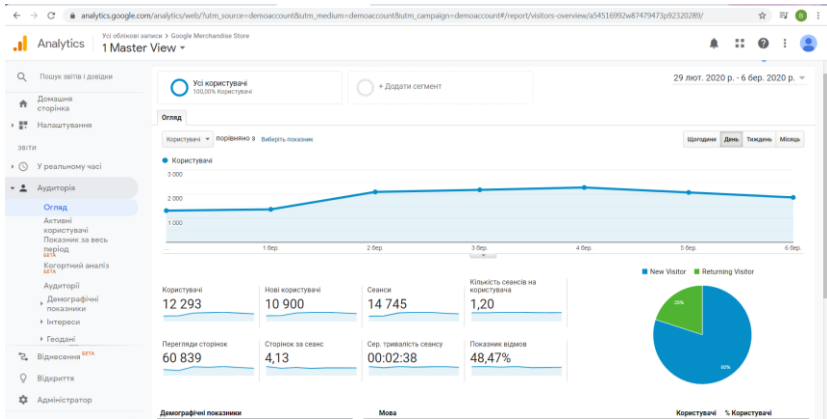 analytics.google.com/analytics/web/?utm_source=demoaccount&utm_medium=demoaccount&utm_campaign=demoaccount#/report/visitors-overview/a54516992w87479473p92320289/
B
Analytics
Усі облікові записи > Google Merchandise Store
1 Master View
Пошук звітів і довідки
Домашня сторінка
Налаштування
ЗВІТИ
У реальному часі
Аудиторія
Огляд
Активні користувачі
Показник за весь період
БЕТА
Когортний аналіз
БЕТА
Аудиторії
Демографічні показники
Інтереси
Геодані
Віднесення БЕТА
Відкриття
Адміністратор
Усі користувачі
100,00% Користувачі
+ Додати сегмент
29 лют. 2020 р. - 6 бер. 2020 р.
Огляд
Користувачі порівняно з Виберіть показник
Щогодини День Тиждень Місяць
Користувачі
3 000
2 000
1 000
...
1 бер. 2 бер. 3 бер. 4 бер. 5 бер. 6 бер.
New Visitor Returning Visitor
Користувачі
12 293
Нові користувачі
10 900
Сеанси
14 745
Кількість сеансів на користувача
1,20
Перегляди сторінок
60 839
Сторінок за сеанс
4,13
Сер. тривалість сеансу
00:02:38
Показник відмов
48,47%
80%
Демографічні показники
Мова
Користувачі % Користувачі